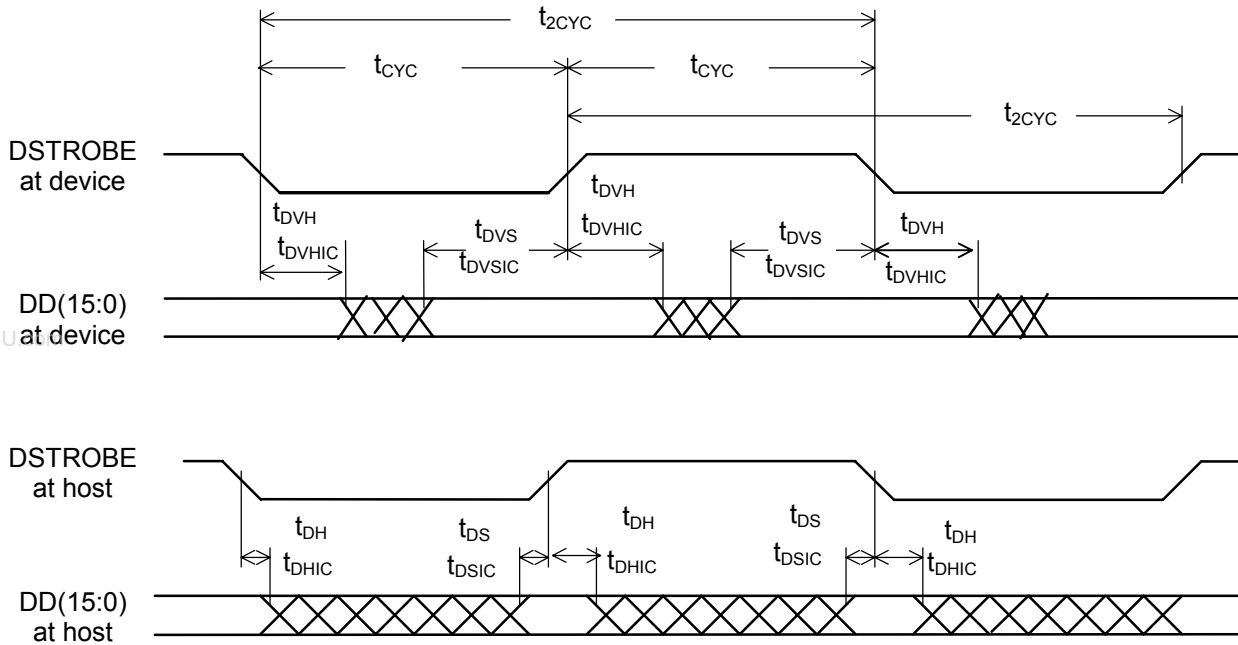 t2CYC
tCYC tCYC
t2CYC
DSTROBE
at device
tDVH
tDVH tDVH
tDVS tDVHIC tDVS
tDVHIC tDVSIC tDVSIC tDVHIC
DD(15:0)
at device
DSTROBE
at host
tDH tDS tDH tDS tDH
tDHIC tDSIC tDHIC tDSIC tDHIC
DD(15:0)
at host